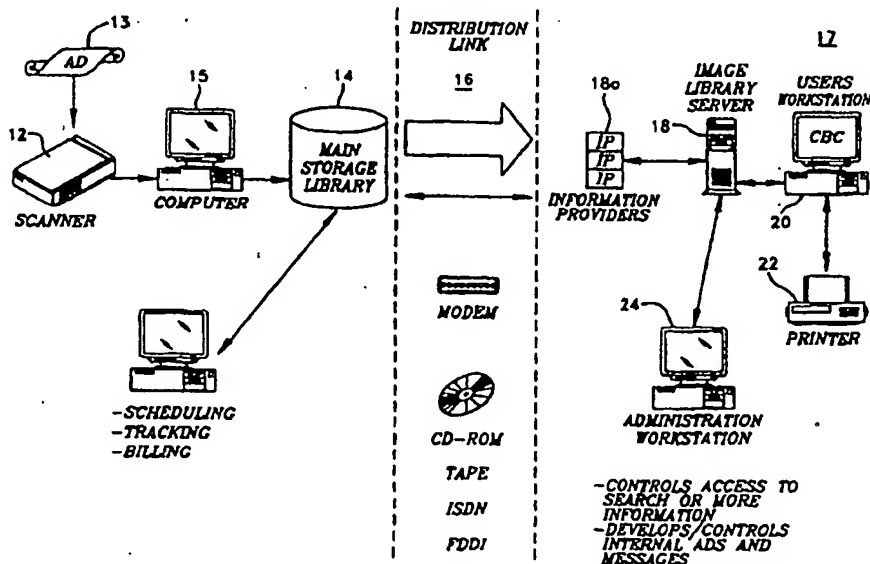 13
AD
12
SCANNER
15
COMPUTER
14
MAIN
STORAGE
LIBRARY
-SCHEDULING
-TRACKING
-BILLING
DISTRIBUTION
LINK
16
MODEM
CD-ROM
TAPE
ISDN
FDDI
17
18a
IP
IP
IP
INFORMATION
PROVIDERS
IMAGE
LIBRARY
SERVER
18
USERS
WORKSTATION
CBC
20
22
PRINTER
24
ADMINISTRATION
WORKSTATION
-CONTROLS ACCESS TO
SEARCH OR MORE
INFORMATION
-DEVELOPS/CONTROLS
INTERNAL ADS AND
MESSAGES